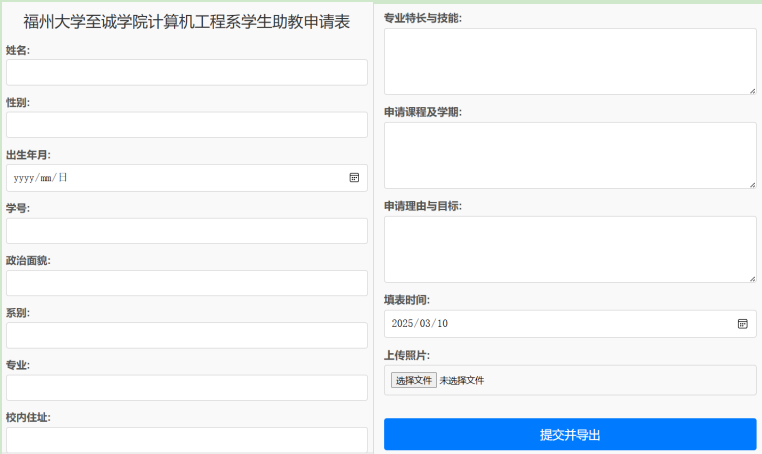 福州大学至诚学院计算机工程系学生助教申请表
姓名:
性别:
出生年月:
yyyy/mm/日
学号:
政治面貌:
系别:
专业:
校内住址:
专业特长与技能:
申请课程及学期:
申请理由与目标:
填表时间:
2025/03/10
上传照片:
选择文件 未选择文件
提交并导出